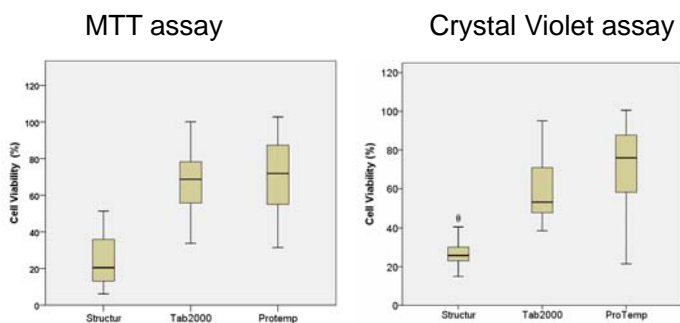 MTT assay
Crystal Violet assay
Cell Viability (%)
120
100
80
60
40
20
0
Structur
Tab2000
Protemp
Cell Viability (%)
120
100
80
60
40
20
0
Structur
Tab2000
ProTemp